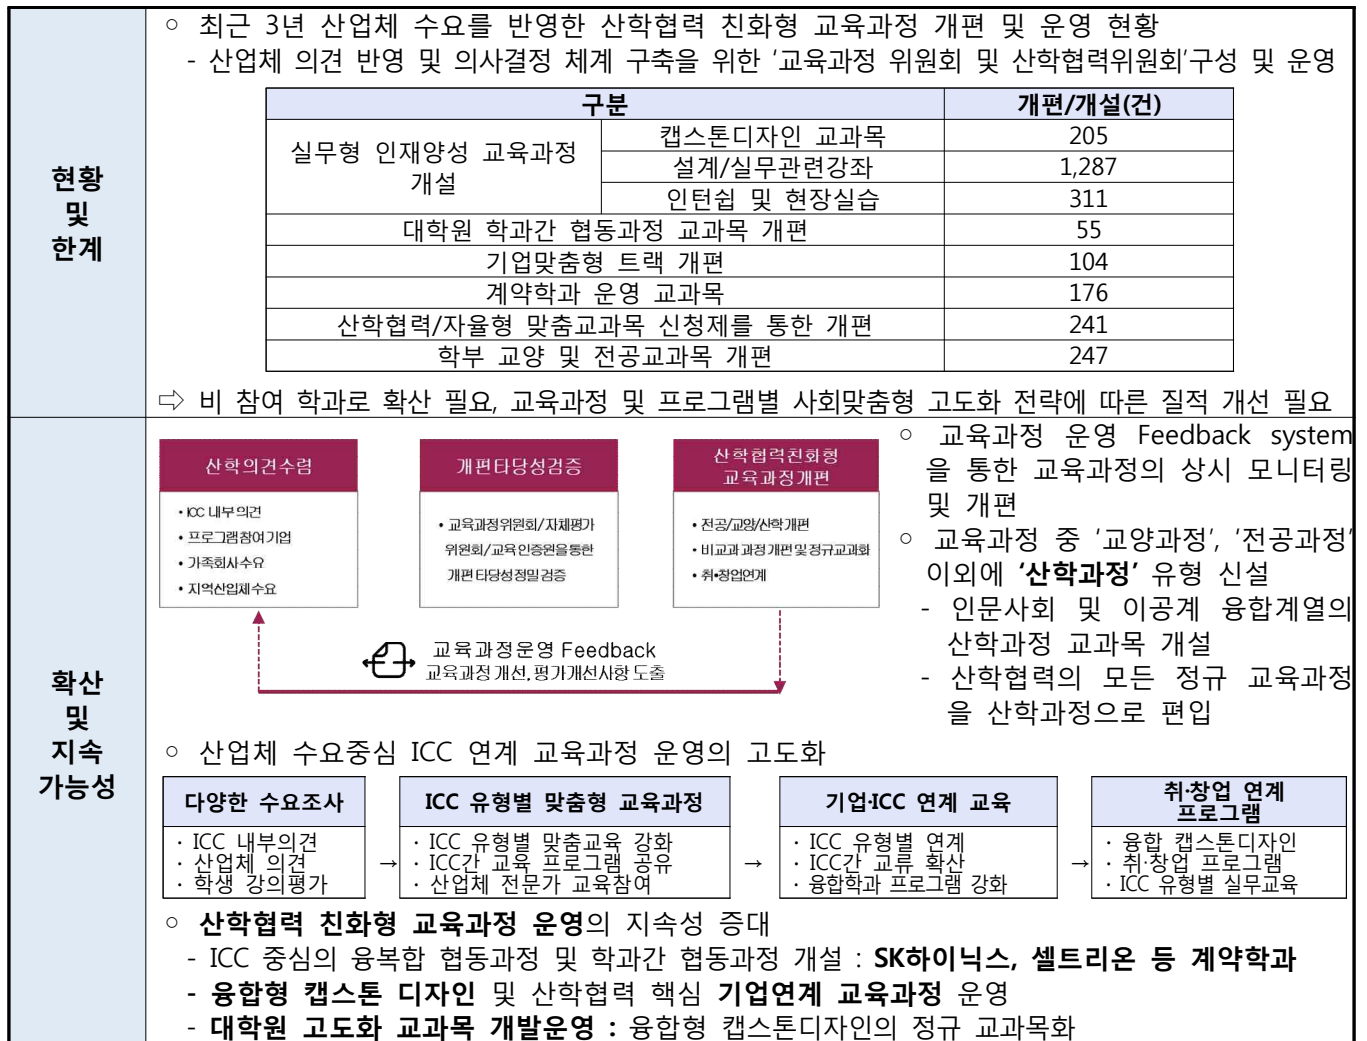 현황
및
한계
○ 최근 3년 산업체 수요를 반영한 산학협력 친화형 교육과정 개편 및 운영 현황
- 산업체 의견 반영 및 의사결정 체계 구축을 위한 ‘교육과정 위원회 및 산학협력위원회’구성 및 운영
구분 개편/개설(건)
실무형 인재양성 교육과정
개설
캡스톤디자인 교과목 205
설계/실무관련강좌 1,287
인턴쉽 및 현장실습 311
대학원 학과간 협동과정 교과목 개편 55
기업맞춤형 트랙 개편 104
계약학과 운영 교과목 176
산학협력/자율형 맞춤교과목 신청제를 통한 개편 241
학부 교양 및 전공교과목 개편 247
⇨ 비 참여 학과로 확산 필요, 교육과정 및 프로그램별 사회맞춤형 고도화 전략에 따른 질적 개선 필요
확산
및
지속
가능성
산학의견수렴
• ICC 내부의견
• 프로그램참여기업
• 가족회사수요
• 지역산업체수요
개편타당성검증
• 교육과정위원회/자체평가
위원회/교육인증원을통한
개편타당성정밀검증
산학협력친화형
교육과정개편
• 전공/교양/산학개편
• 비교과과정개편및정규교과화
• 취•창업연계
교육과정운영 Feedback
교육과정개선, 평가개선사항 도출
○ 교육과정 운영 Feedback system
을 통한 교육과정의 상시 모니터링
및 개편
○ 교육과정 중 ‘교양과정’, ‘전공과정’
이외에 ‘산학과정’ 유형 신설
- 인문사회 및 이공계 융합계열의
산학과정 교과목 개설
- 산학협력의 모든 정규 교육과정
을 산학과정으로 편입
○ 산업체 수요중심 ICC 연계 교육과정 운영의 고도화
다양한 수요조사
· ICC 내부의견
· 산업체 의견
· 학생 강의평가
→
ICC 유형별 맞춤형 교육과정
· ICC 유형별 맞춤교육 강화
· ICC간 교육 프로그램 공유
· 산업체 전문가 교육참여
→
기업·ICC 연계 교육
· ICC 유형별 연계
· ICC간 교류 확산
· 융합학과 프로그램 강화
→
취·창업 연계
프로그램
· 융합 캡스톤디자인
· 취·창업 프로그램
· ICC 유형별 실무교육
○ 산학협력 친화형 교육과정 운영의 지속성 증대
- ICC 중심의 융복합 협동과정 및 학과간 협동과정 개설 : SK하이닉스, 셀트리온 등 계약학과
- 융합형 캡스톤 디자인 및 산학협력 핵심 기업연계 교육과정 운영
- 대학원 고도화 교과목 개발운영 : 융합형 캡스톤디자인의 정규 교과목화